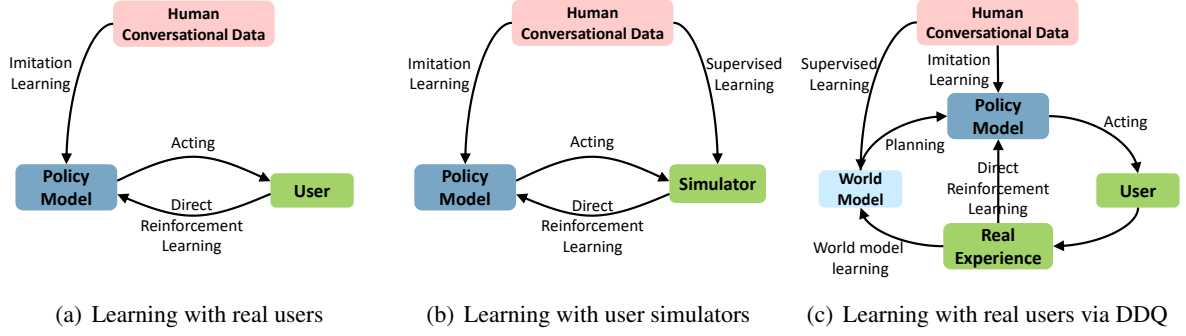 Human
Conversational Data
Imitation
Learning
Acting
Policy
Model
User
Direct
Reinforcement
Learning
(a) Learning with real users
Human
Conversational Data
Imitation
Learning
Supervised
Learning
Acting
Policy
Model
Simulator
Direct
Reinforcement
Learning
(b) Learning with user simulators
Human
Conversational Data
Supervised
Learning
Imitation
Learning
Policy
Model
Acting
Planning
World
Model
Direct
Reinforcement
Learning
User
World model
learning
Real
Experience
(c) Learning with real users via DDQ